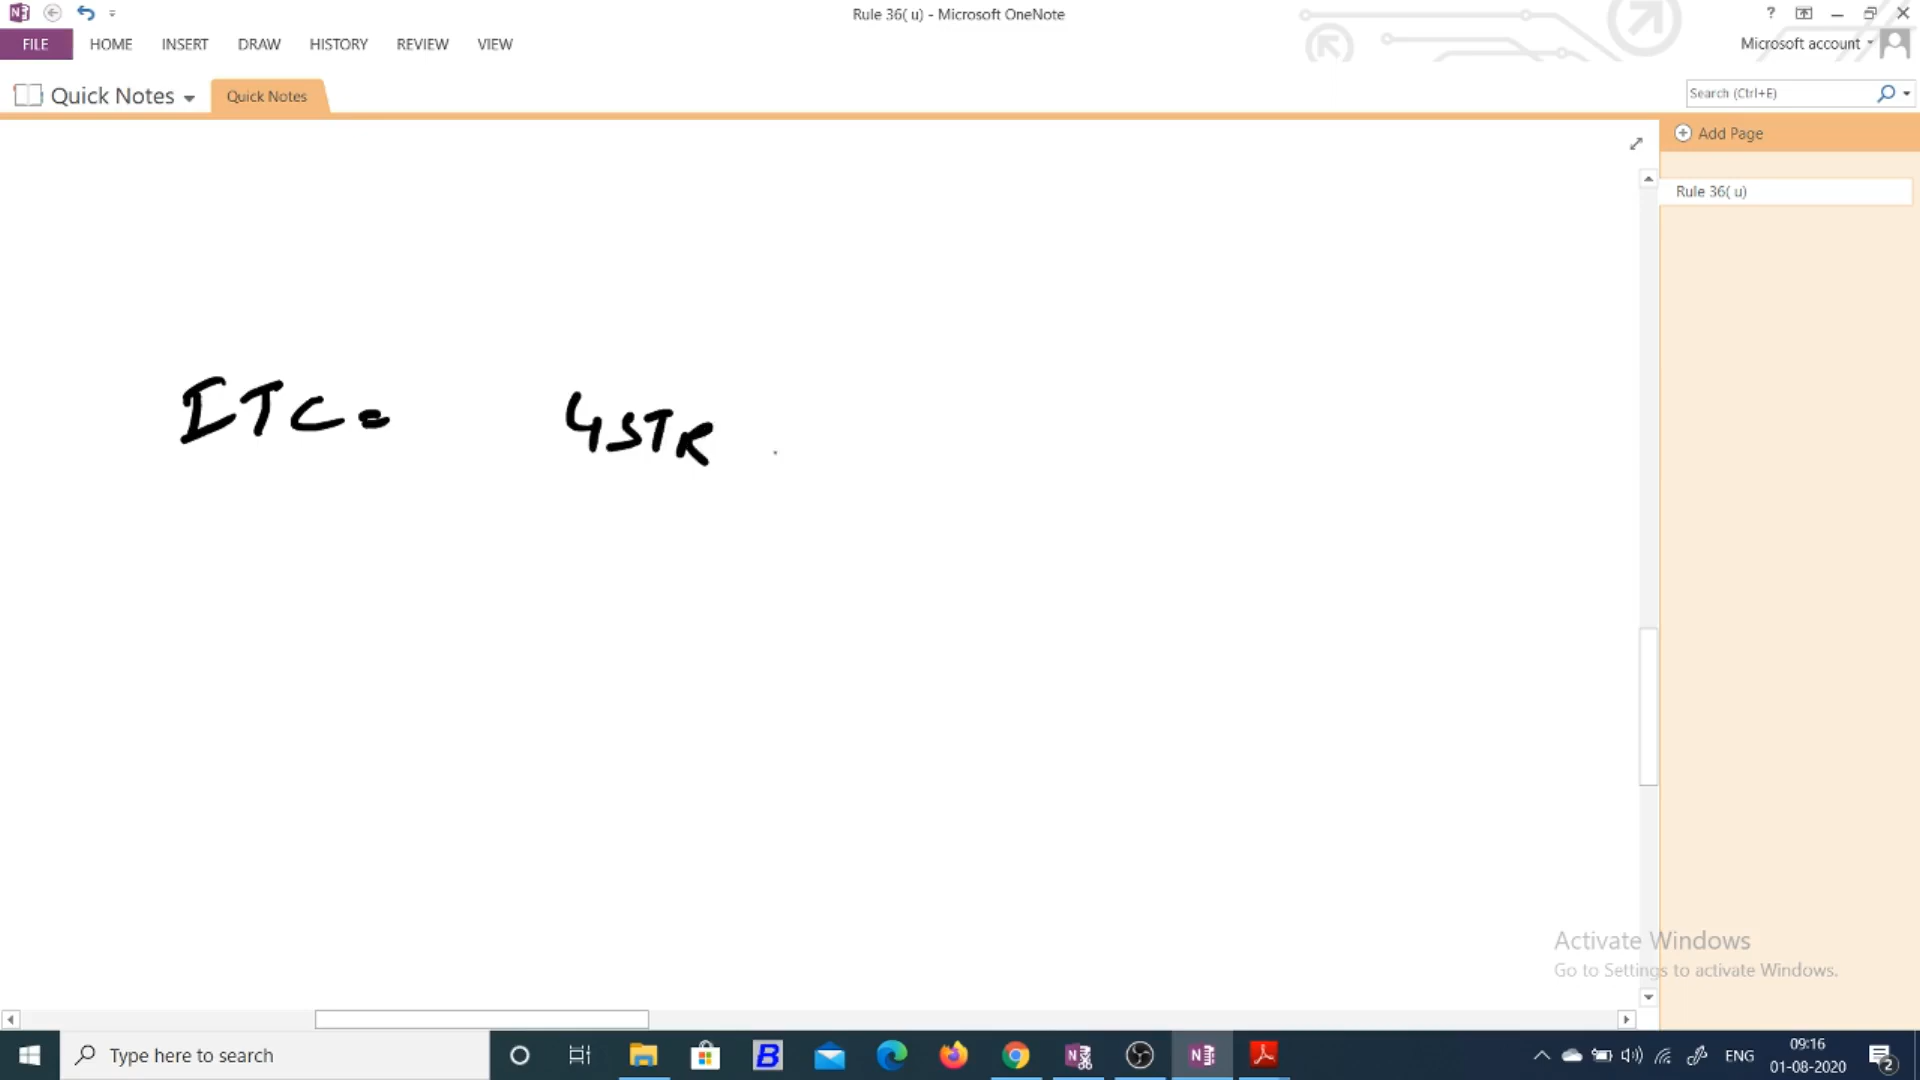 Rule 36( u) - Microsoft OneNote
?
FILE HOME INSERT DRAW HISTORY REVIEW VIEW
Microsoft account
Quick Notes
Quick Notes
Search (Ctrl+E)
Add Page
Rule 36( u)
ITC = 4STR
Activate Windows
Go to Settings to activate Windows.
Type here to search
B
ENG
09:16
01-08-2020
2